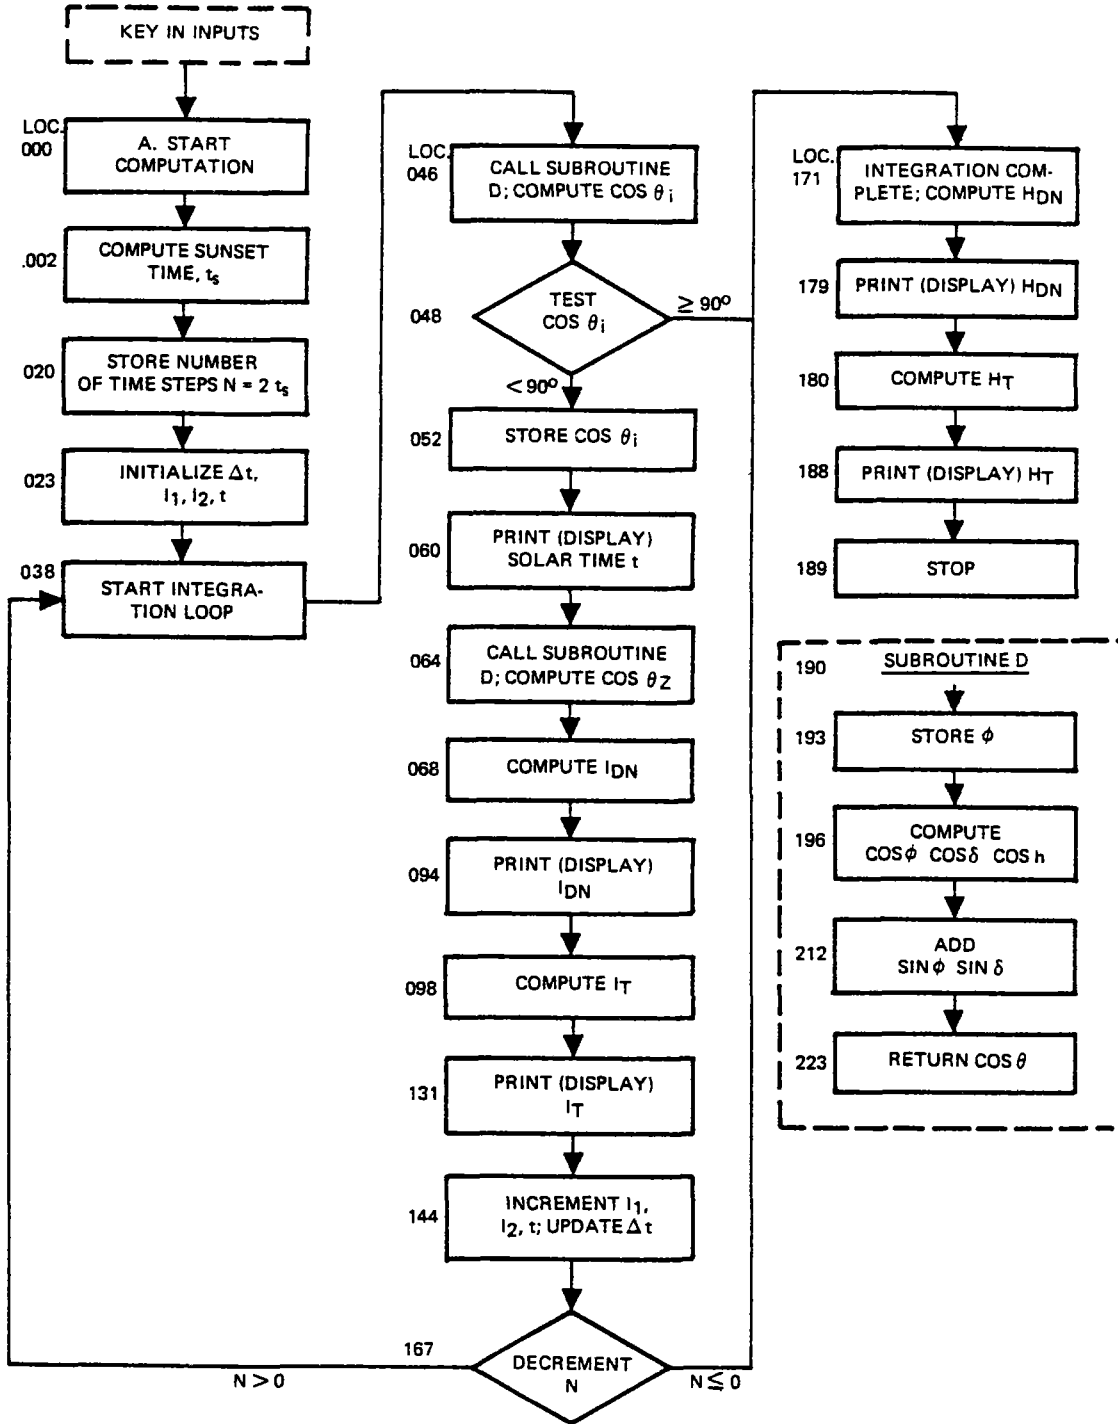 KEY IN INPUTS
LOC.
000
A. START
COMPUTATION
.002
COMPUTE SUNSET
TIME, ts
020
STORE NUMBER
OF TIME STEPS N = 2 ts
023
INITIALIZE Δt,
I1, I2, t
038
START INTEGRA-
TION LOOP
LOC.
046
CALL SUBROUTINE
D; COMPUTE COS θi
048
TEST
COS θi
≥ 90°
< 90°
052
STORE COS θi
060
PRINT (DISPLAY)
SOLAR TIME t
064
CALL SUBROUTINE
D; COMPUTE COS θZ
068
COMPUTE IDN
094
PRINT (DISPLAY)
IDN
098
COMPUTE IT
131
PRINT (DISPLAY)
IT
144
INCREMENT I1,
I2, t; UPDATE Δt
167
DECREMENT
N
N > 0
N ≦ 0
LOC.
171
INTEGRATION COM-
PLETE; COMPUTE HDN
179
PRINT (DISPLAY) HDN
180
COMPUTE HT
188
PRINT (DISPLAY) HT
189
STOP
190
SUBROUTINE D
193
STORE ϕ
196
COMPUTE
COS ϕ COS δ COS h
212
ADD
SIN ϕ SIN δ
223
RETURN COS θ